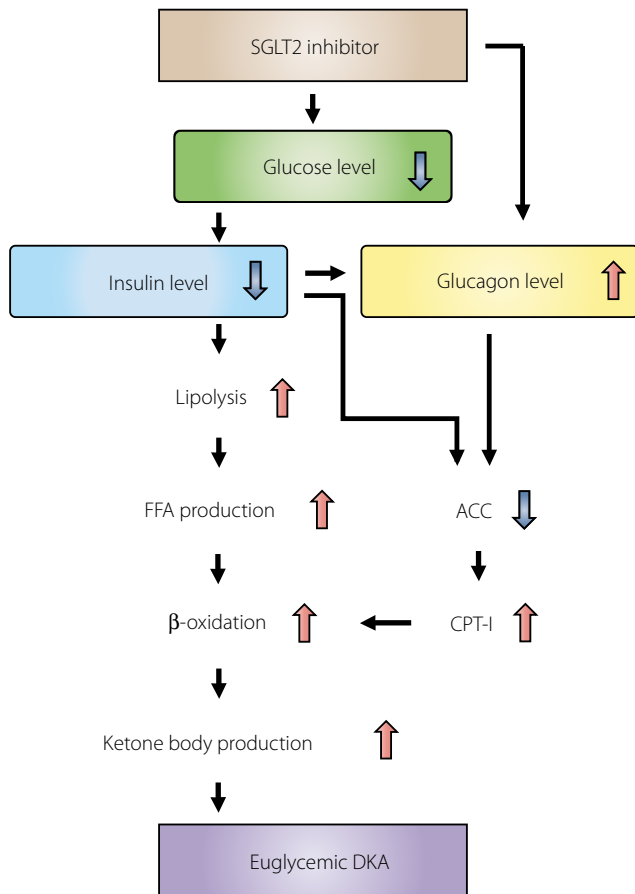 SGLT2 inhibitor
Glucose level
Insulin level
Glucagon level
Lipolysis
FFA production
ACC
β-oxidation
CPT-I
Ketone body production
Euglycemic DKA